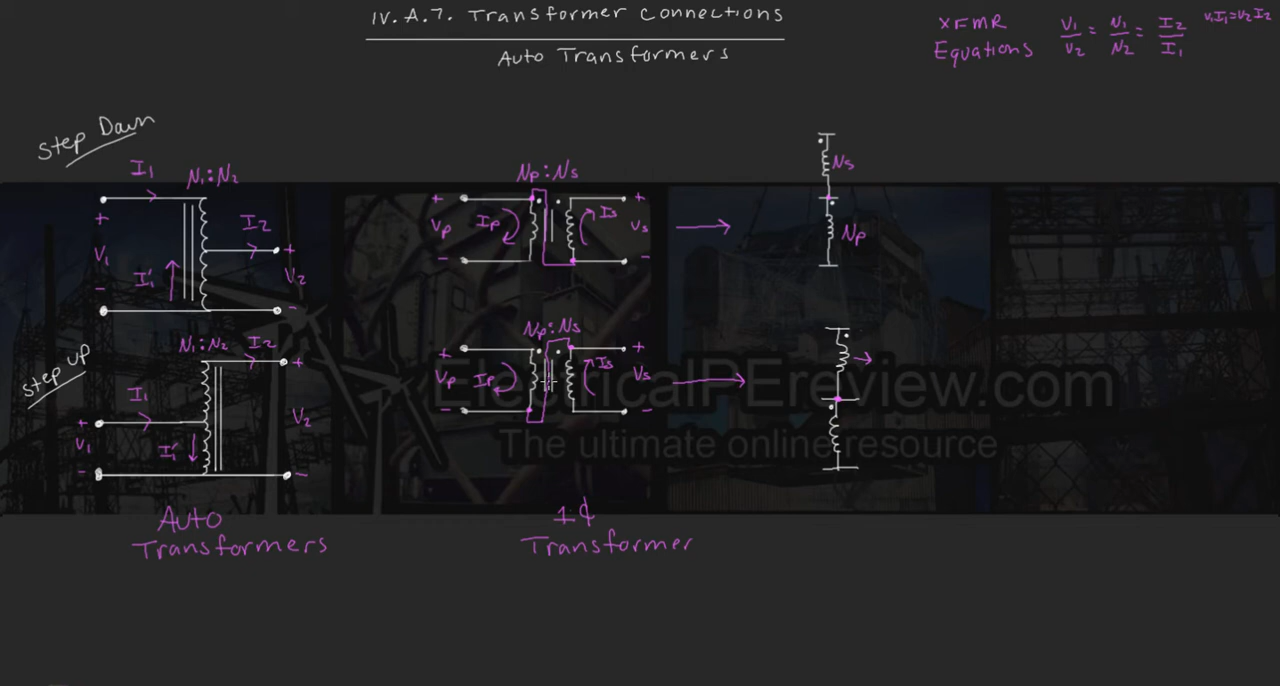 IV. A.7. Transformer Connections
Auto Transformers
XFMR
Equations
V1/V2 = N1/N2 = I2/I1
V1I1=V2I2
Step Down
I1
N1:N2
I2
+
V1
-
I1'
+
V2
-
Np:Ns
+
Vp
-
Ip
Is
+
Vs
-
Ns
Np
Step up
N1:N2
I2
+
V2
-
I1
+
V1
-
I1'
Np:Ns
+
Vp
-
Ip
Is
+
Vs
-
ElectricalPEreview.com
The ultimate online resource
Auto
Transformers
1¢
Transformer